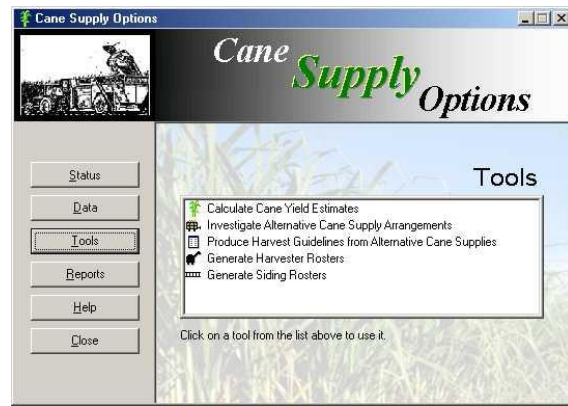 Cane Supply Options
Cane
Supply
Options
Status
Data
Tools
Reports
Help
Close
Tools
Calculate Cane Yield Estimates
Investigate Alternative Cane Supply Arrangements
Produce Harvest Guidelines from Alternative Cane Supplies
Generate Harvester Rosters
Generate Siding Rosters
Click on a tool from the list above to use it.